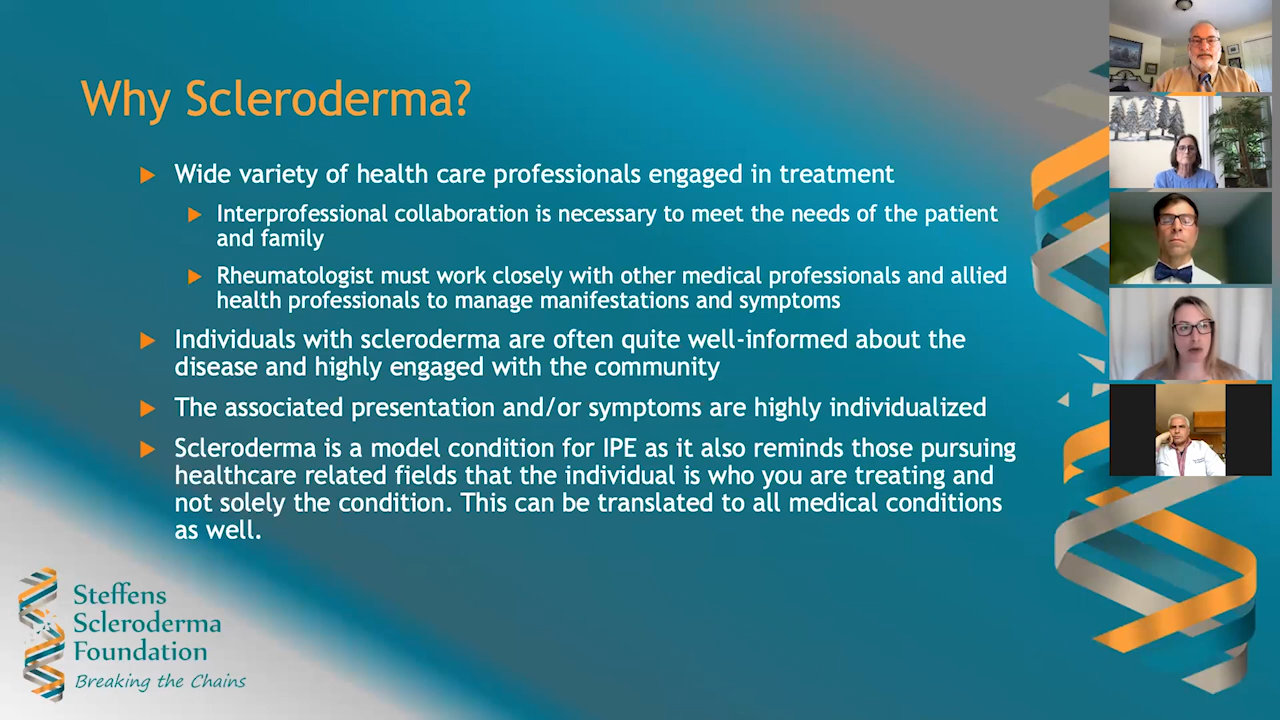 Why Scleroderma?
Wide variety of health care professionals engaged in treatment
Interprofessional collaboration is necessary to meet the needs of the patient
and family
Rheumatologist must work closely with other medical professionals and allied
health professionals to manage manifestations and symptoms
Individuals with scleroderma are often quite well-informed about the
disease and highly engaged with the community
The associated presentation and/or symptoms are highly individualized
Scleroderma is a model condition for IPE as it also reminds those pursuing
healthcare related fields that the individual is who you are treating and
not solely the condition. This can be translated to all medical conditions
as well.
Steffens
Scleroderma
Foundation
Breaking the Chains